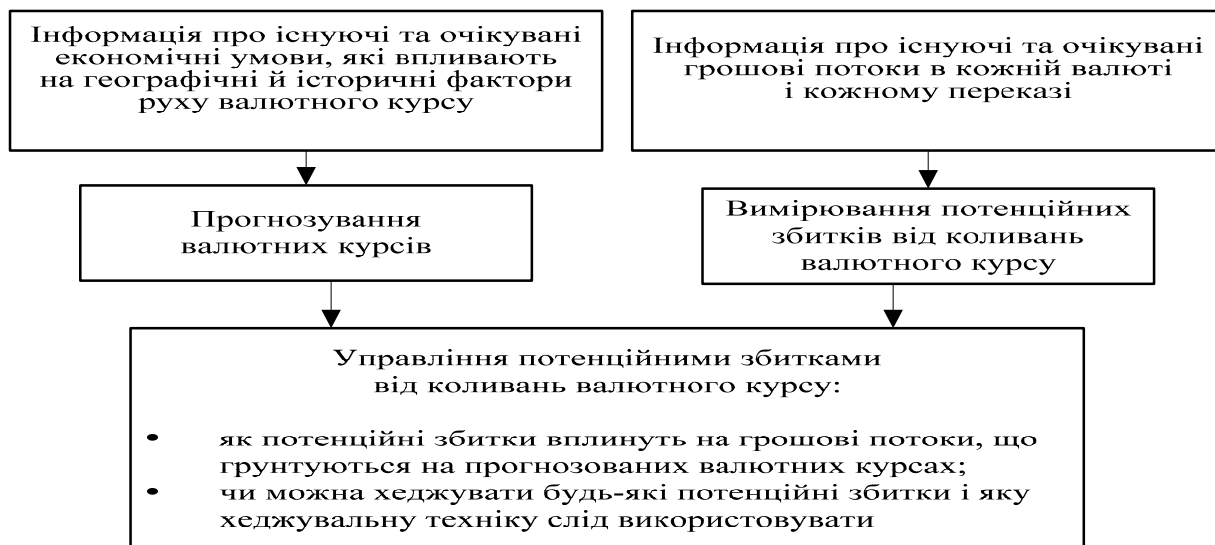 Інформація про існуючі та очікувані
економічні умови, які впливають
на географічні й історичні фактори
руху валютного курсу
Інформація про існуючі та очікувані
грошові потоки в кожній валюті
і кожному переказі
Прогнозування
валютних курсів
Вимірювання потенційних
збитків від коливань
валютного курсу
Управління потенційними збитками
від коливань валютного курсу:
• як потенційні збитки вплинуть на грошові потоки, що
грунтуються на прогнозованих валютних курсах;
• чи можна хеджувати будь-які потенційні збитки і яку
хеджувальну техніку слід використовувати